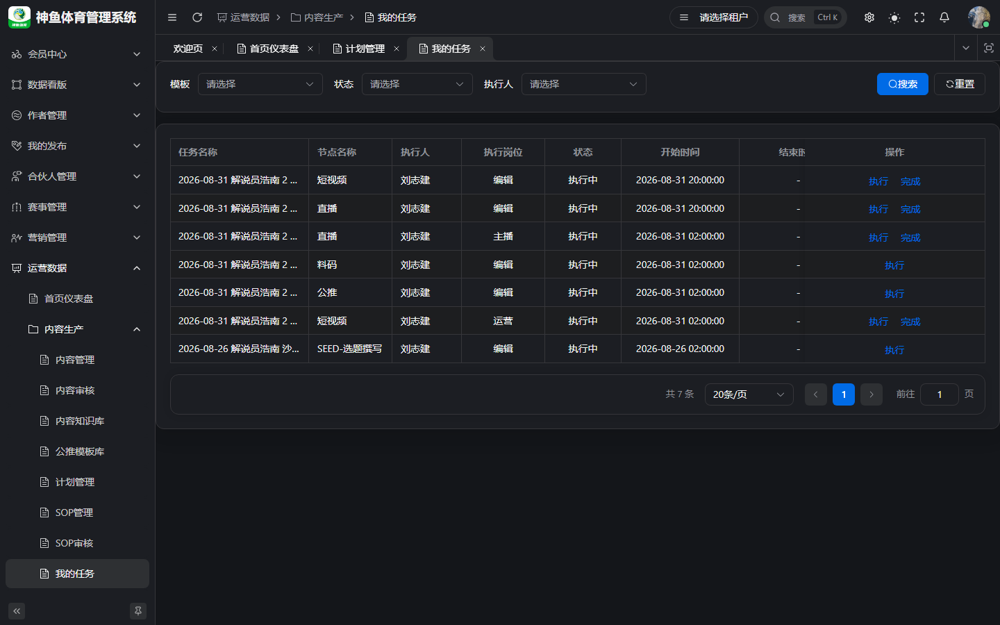 神鱼体育管理系统
运营数据
内容生产
我的任务
请选择租户
搜索
Ctrl K
欢迎页
首页仪表盘
计划管理
我的任务
会员中心
数据看版
作者管理
我的发布
合伙人管理
赛事管理
营销管理
运营数据
首页仪表盘
内容生产
内容管理
内容审核
内容知识库
公推模板库
计划管理
SOP管理
SOP审核
我的任务
模板 请选择 状态 请选择 执行人 请选择 搜索 重置
任务名称 节点名称 执行人 执行岗位 状态 开始时间 结束时 操作
2026-08-31 解说员浩南 2 ... 短视频 刘志建 编辑 执行中 2026-08-31 20:00:00 - 执行 完成
2026-08-31 解说员浩南 2 ... 直播 刘志建 编辑 执行中 2026-08-31 20:00:00 - 执行 完成
2026-08-31 解说员浩南 2 ... 直播 刘志建 主播 执行中 2026-08-31 02:00:00 - 执行 完成
2026-08-31 解说员浩南 2 ... 料码 刘志建 编辑 执行中 2026-08-31 02:00:00 - 执行
2026-08-31 解说员浩南 2 ... 公推 刘志建 编辑 执行中 2026-08-31 02:00:00 - 执行
2026-08-31 解说员浩南 2 ... 短视频 刘志建 运营 执行中 2026-08-31 02:00:00 - 执行 完成
2026-08-26 解说员浩南 沙... SEED-选题撰写 刘志建 编辑 执行中 2026-08-26 02:00:00 - 执行
共 7 条 20条/页 1 前往 1 页